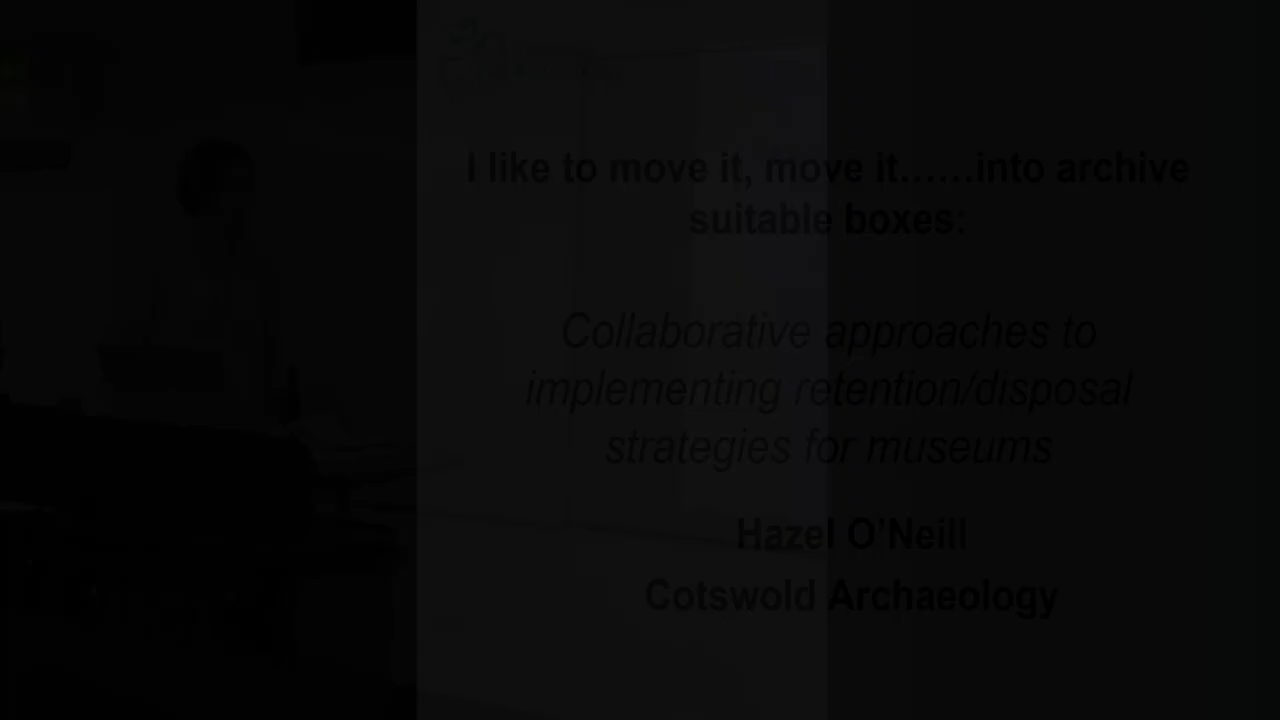 I like to move it, move it......into archive
suitable boxes:
Collaborative approaches to
implementing retention/disposal
strategies for museums
Hazel O'Neill
Cotswold Archaeology